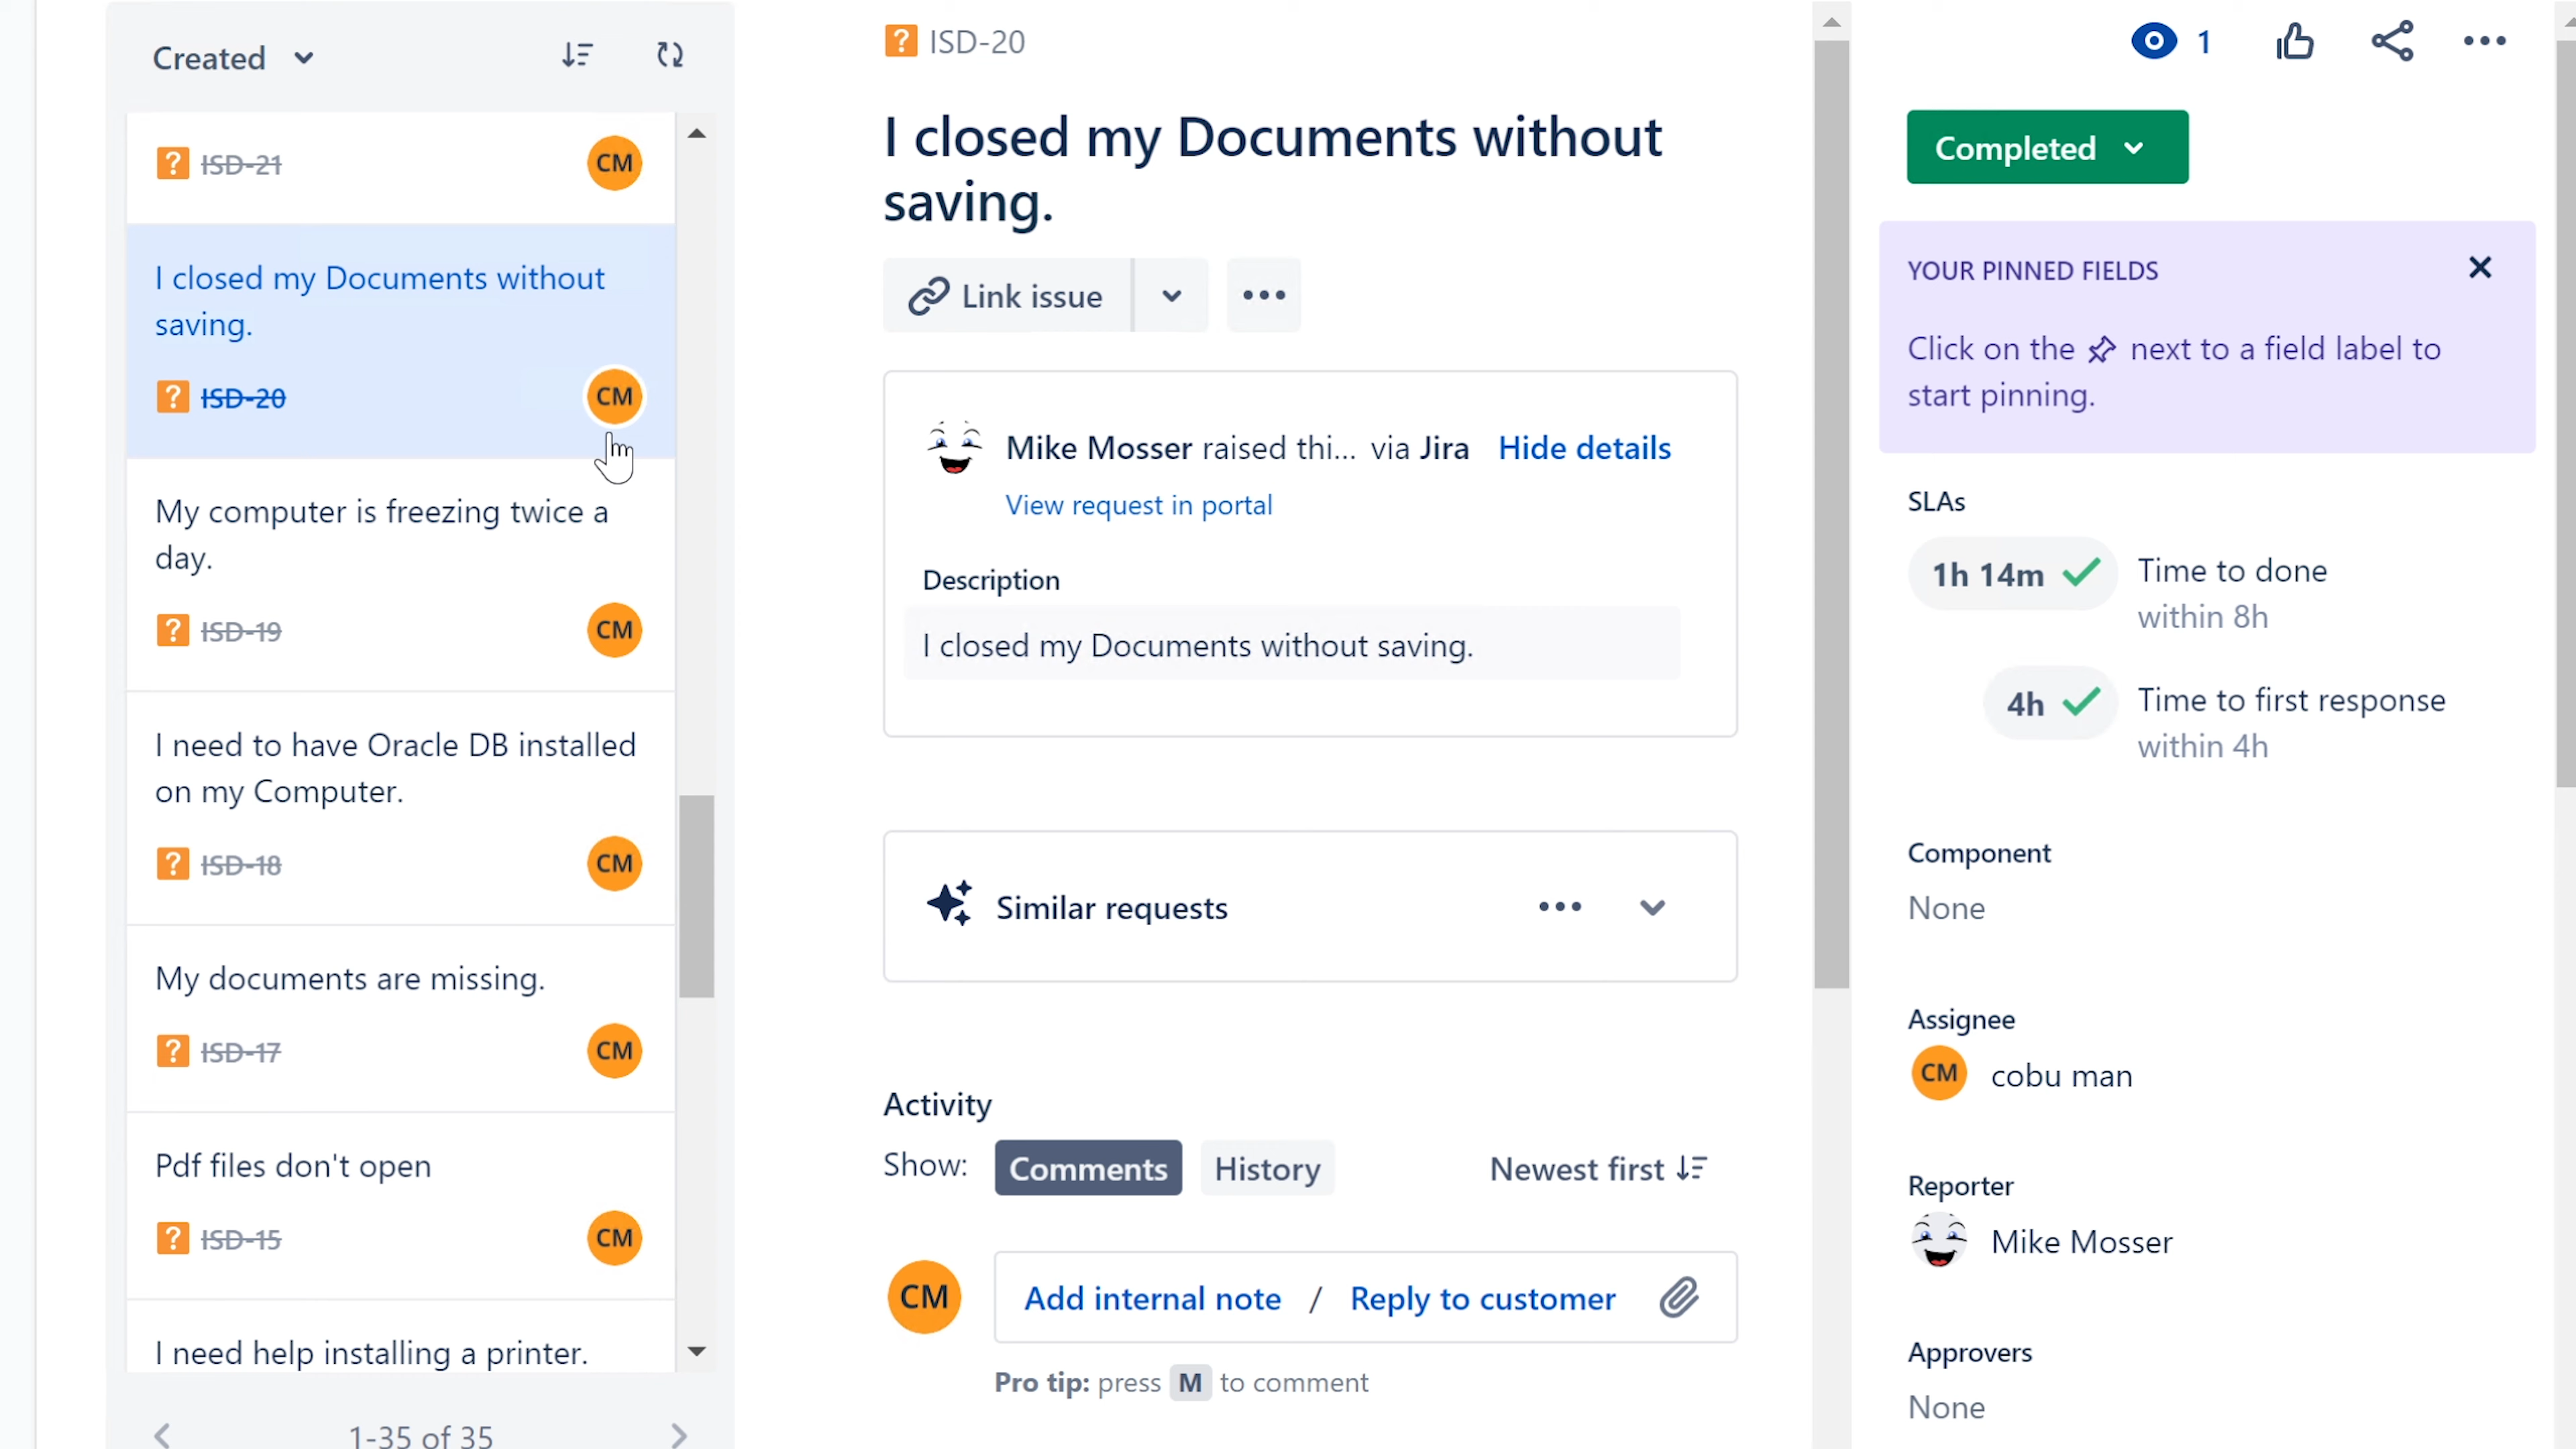 Created
ISD-21
CM
I closed my Documents without
saving.
ISD-20
CM
My computer is freezing twice a
day.
ISD-19
CM
I need to have Oracle DB installed
on my Computer.
ISD-18
CM
My documents are missing.
ISD-17
CM
Pdf files don't open
ISD-15
CM
I need help installing a printer.
1-35 of 35
ISD-20
I closed my Documents without
saving.
Link issue
Mike Mosser raised thi... via Jira Hide details
View request in portal
Description
I closed my Documents without saving.
Similar requests
Activity
Show: Comments History Newest first
CM Add internal note / Reply to customer
Pro tip: press M to comment
1
Completed
YOUR PINNED FIELDS
Click on the next to a field label to
start pinning.
SLAs
1h 14m Time to done
within 8h
4h Time to first response
within 4h
Component
None
Assignee
CM cobu man
Reporter
Mike Mosser
Approvers
None